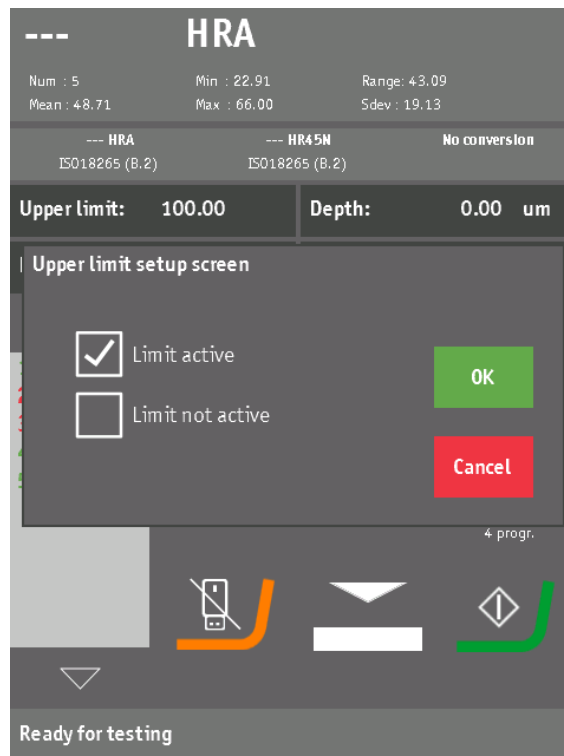 --- HRA
Num : 5 Min : 22.91 Range: 43.09
Mean : 48.71 Max : 66.00 Sdev : 19.13
--- HRA --- HR45N No conversion
ISO18265 (B.2) ISO18265 (B.2)
Upper limit: 100.00 Depth: 0.00 um
Upper limit setup screen
Limit active
OK
Limit not active
Cancel
4 progr.
Ready for testing